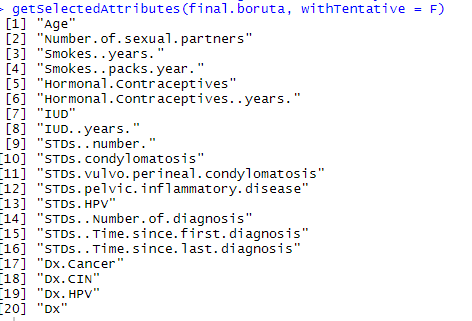 > getSelectedAttributes(final.boruta, withTentative = F)
[1] "Age"
[2] "Number.of.sexual.partners"
[3] "Smokes..years."
[4] "Smokes..packs.year."
[5] "Hormonal.Contraceptives"
[6] "Hormonal.Contraceptives..years."
[7] "IUD"
[8] "IUD..years."
[9] "STDs..number."
[10] "STDs.condylomatosis"
[11] "STDs.vulvo.perineal.condylomatosis"
[12] "STDs.pelvic.inflammatory.disease"
[13] "STDs.HPV"
[14] "STDs..Number.of.diagnosis"
[15] "STDs..Time.since.first.diagnosis"
[16] "STDs..Time.since.last.diagnosis"
[17] "Dx.Cancer"
[18] "Dx.CIN"
[19] "Dx.HPV"
[20] "Dx"